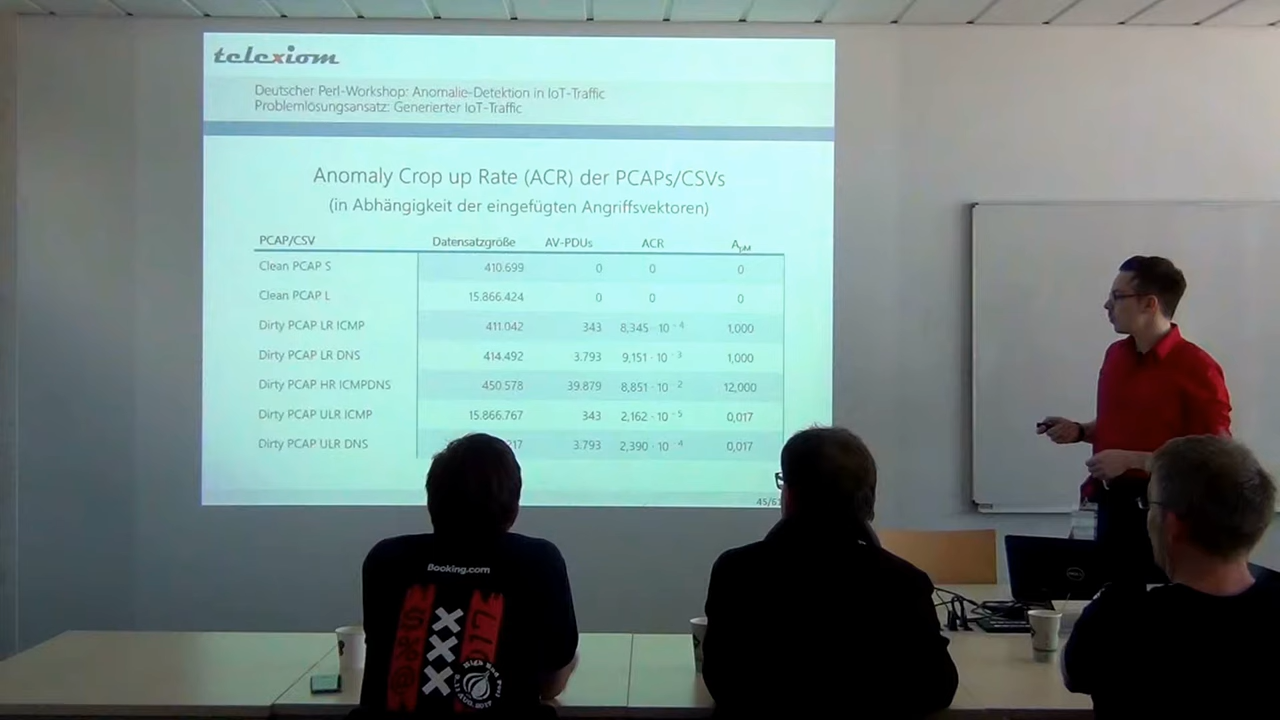 telexiom
Deutscher Perl-Workshop: Anomalie-Detektion in IoT-Traffic
Problemlösungsansatz: Generierter IoT-Traffic
Anomaly Crop up Rate (ACR) der PCAPs/CSVs
(in Abhängigkeit der eingefügten Angriffsvektoren)
PCAP/CSV Datensatzgröße AV-PDUs ACR A
Clean PCAP S 410.699 0 0 0
Clean PCAP L 15.866.424 0 0 0
Dirty PCAP LR ICMP 411.042 343 8,345 · 10 -4 1,000
Dirty PCAP LR DNS 414.492 3.793 9,151 · 10 -3 1,000
Dirty PCAP HR ICMPDNS 450.578 39.879 8,851 · 10 -2 12,000
Dirty PCAP ULR ICMP 15.866.767 343 2,162 · 10 -5 0,017
Dirty PCAP ULR DNS 217 3.793 2,390 · 10 -4 0,017
45/61
Booking.com
XXX
DELL